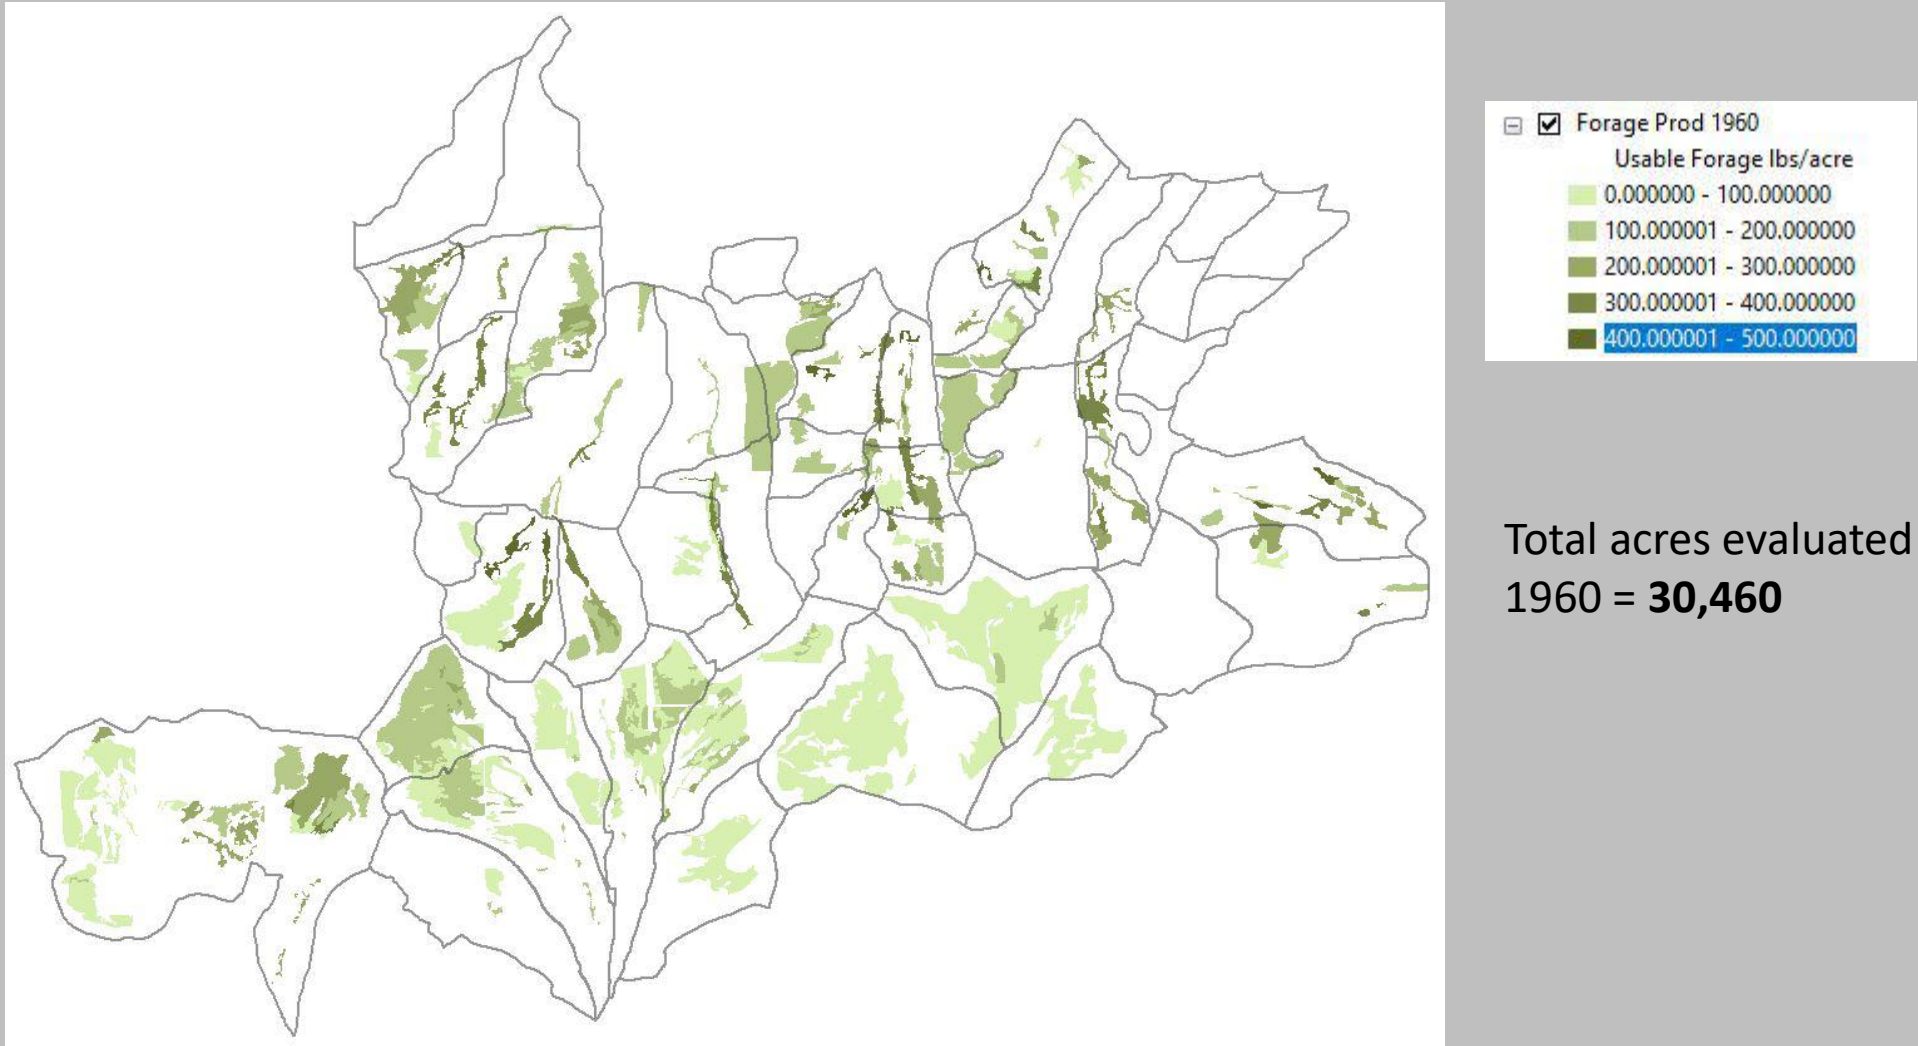 Forage Prod 1960
Usable Forage lbs/acre
0.000000 - 100.000000
100.000001 - 200.000000
200.000001 - 300.000000
300.000001 - 400.000000
400.000001 - 500.000000
Total acres evaluated
1960 = 30,460